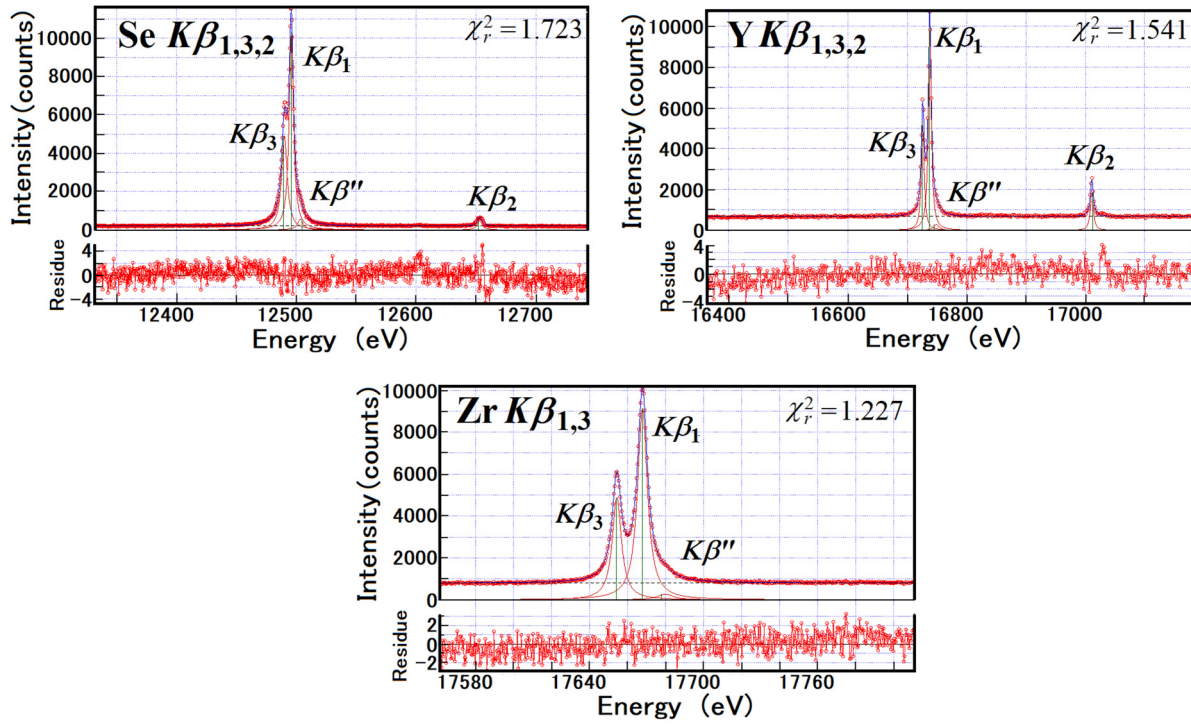 Se Kβ1,3,2
χr² = 1.723
Intensity(counts)
10000
8000
6000
4000
2000
0
Kβ1
Kβ3
Kβ''
Kβ2
Residue
4
2
0
−4
12400
12500
12600
12700
Energy (eV)
Y Kβ1,3,2
χr² = 1.541
Intensity(counts)
10000
8000
6000
4000
2000
0
Kβ1
Kβ3
Kβ''
Kβ2
Residue
4
2
0
−4
16400
16600
16800
17000
Energy (eV)
Zr Kβ1,3
χr² = 1.227
Intensity(counts)
10000
8000
6000
4000
2000
0
Kβ1
Kβ3
Kβ''
Residue
2
0
−2
17580
17640
17700
17760
Energy (eV)